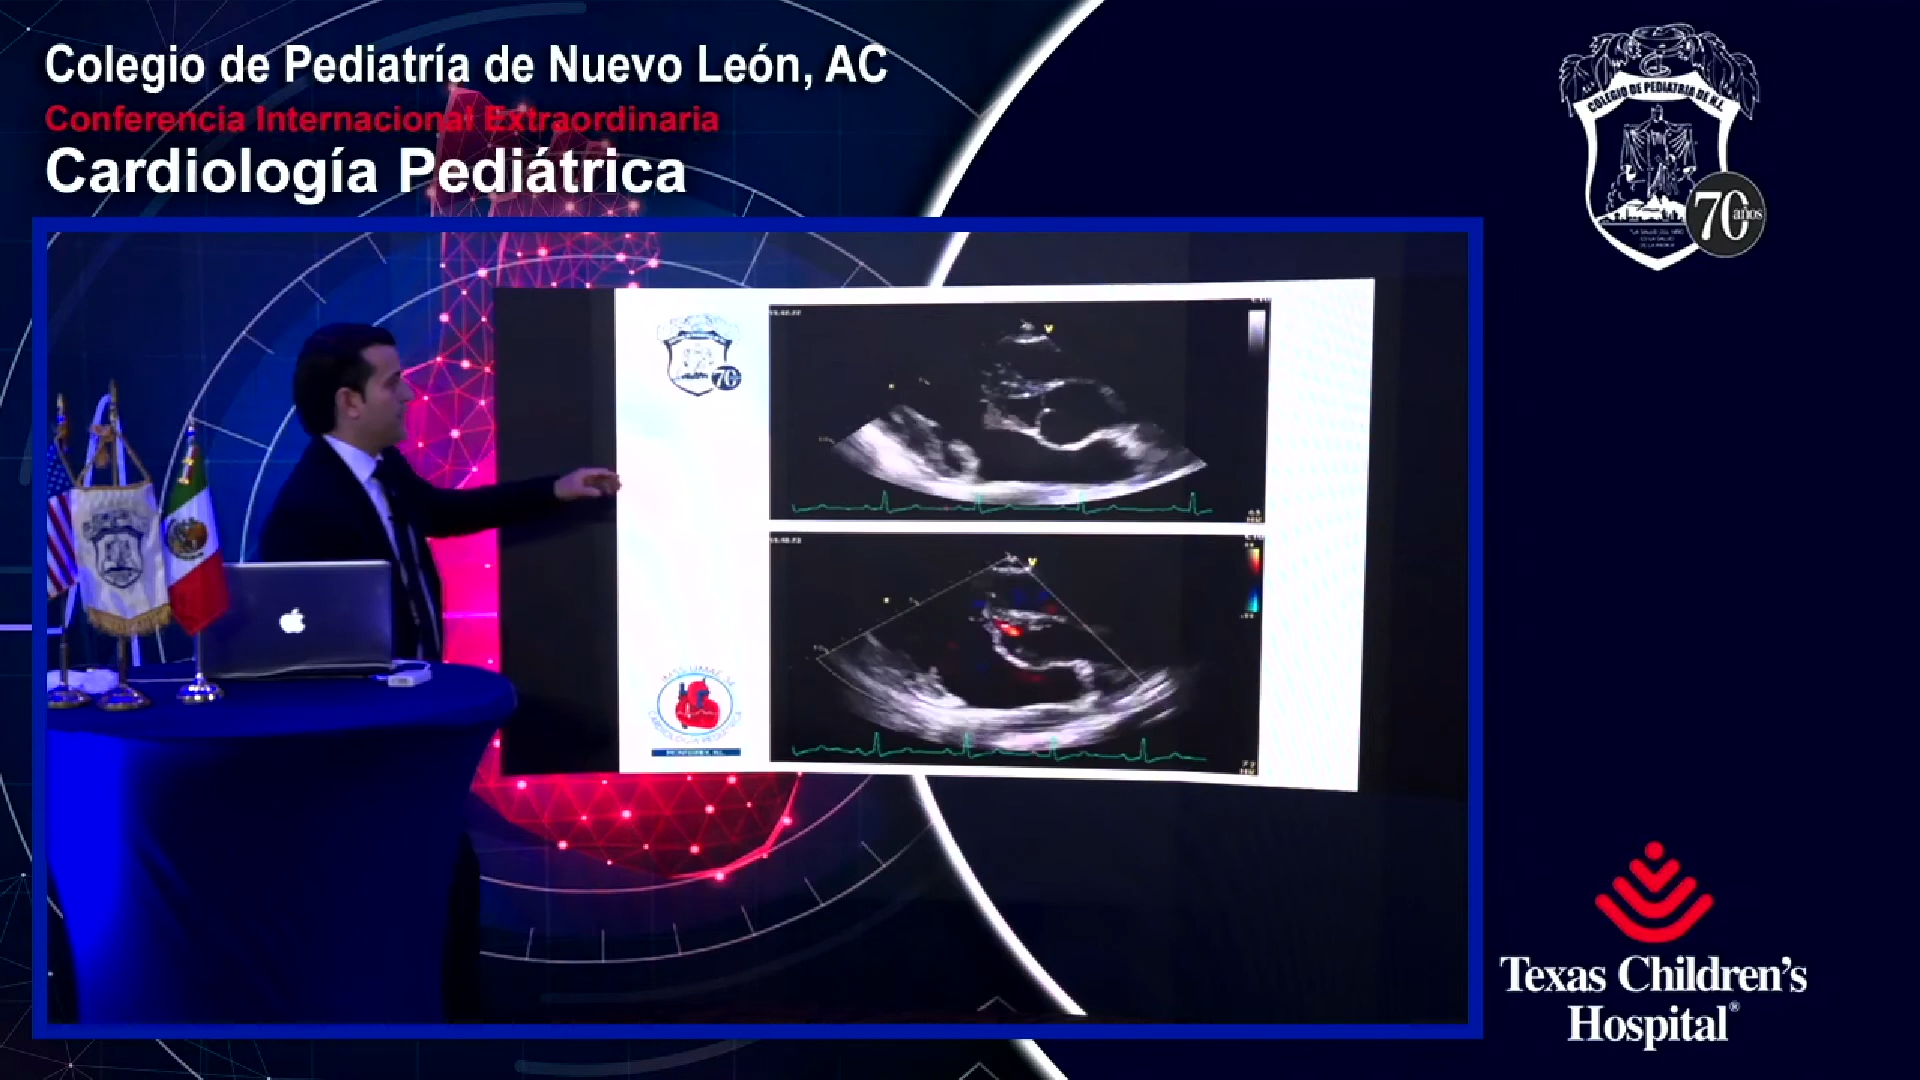 Colegio de Pediatría de Nuevo León, AC
Conferencia Internacional Extraordinaria
Cardiología Pediátrica
COLEGIO DE PEDIATRIA DE N.L.
70
años
70
V
V
Texas Children's
Hospital®